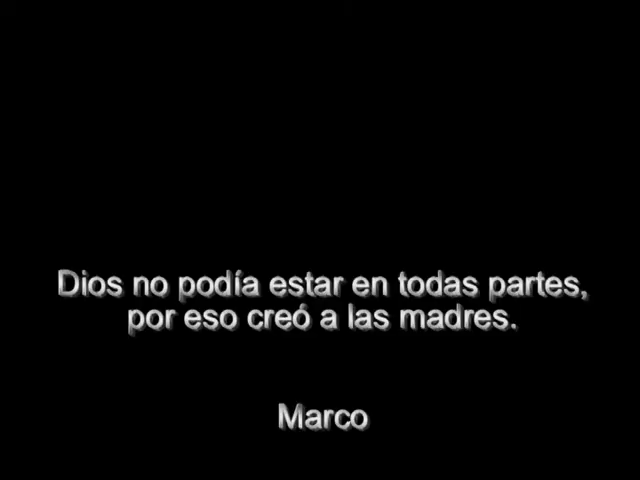 Dios no podía estar en todas partes,
por eso creó a las madres.
Marco